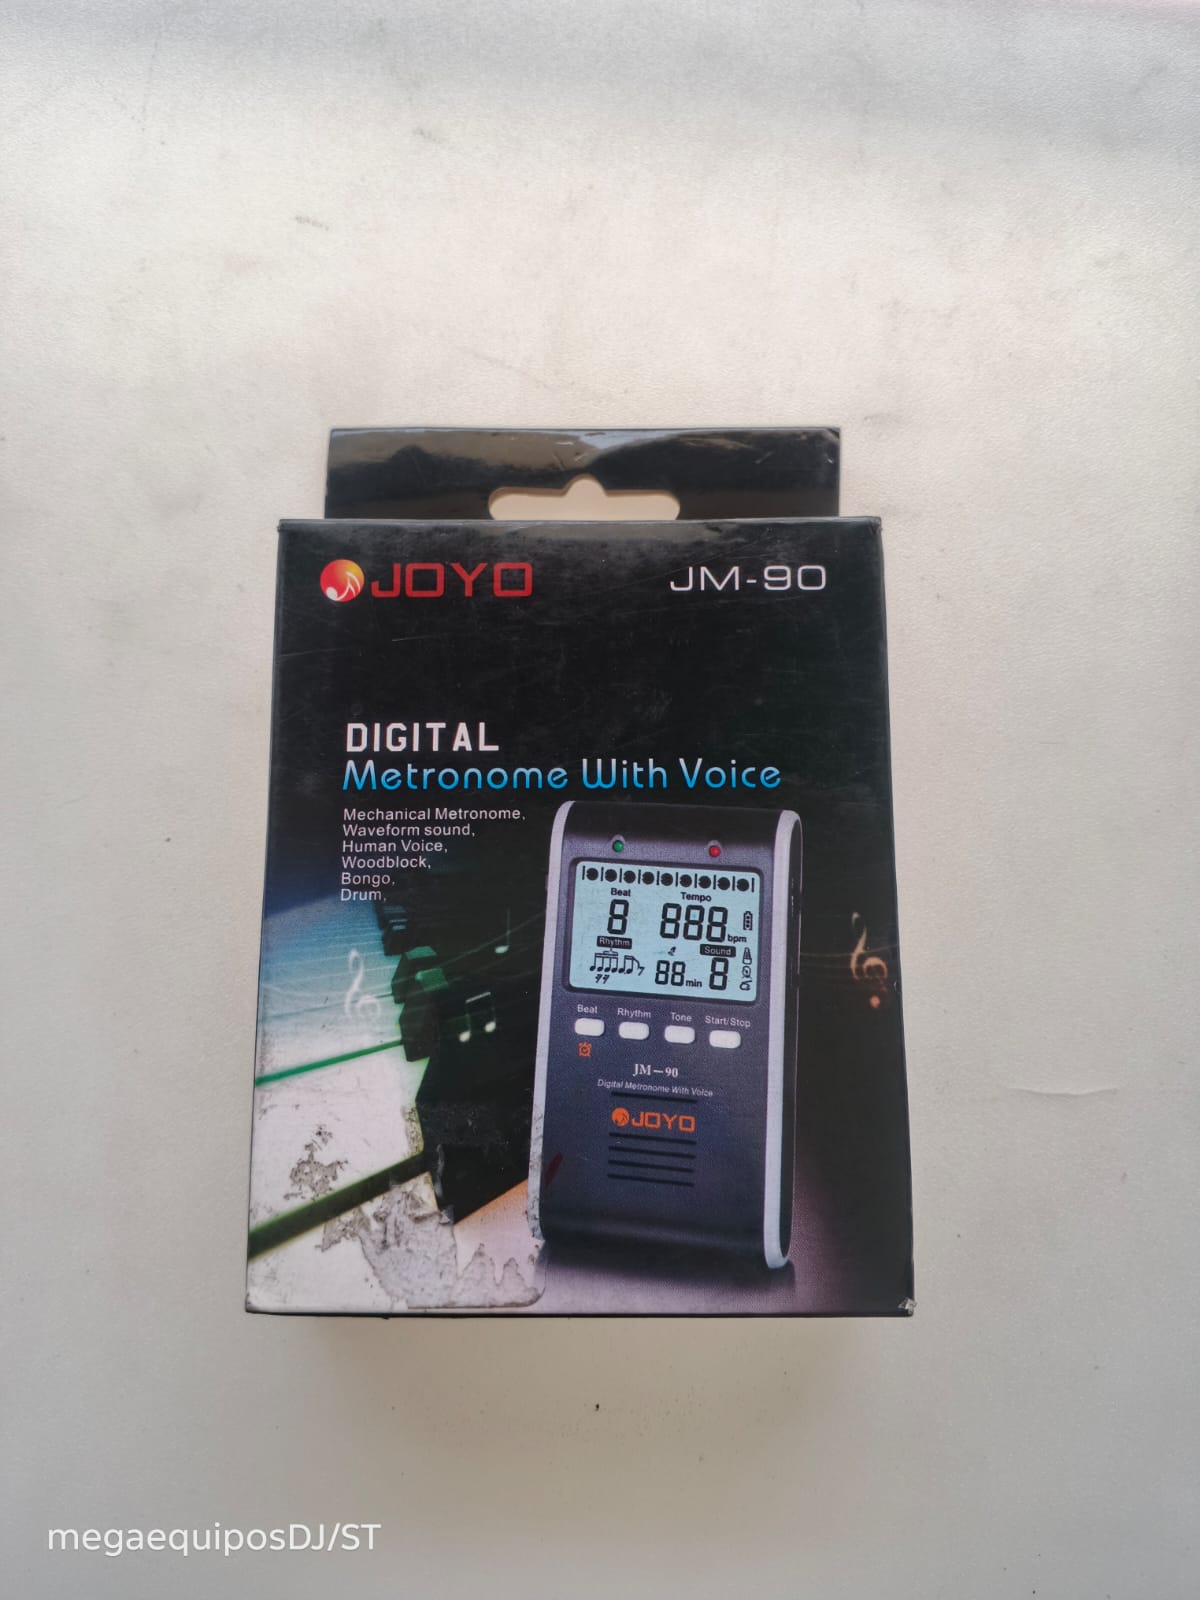 JOYO
JM-90
DIGITAL
Metronome With Voice
Mechanical Metronome,
Waveform sound,
Human Voice,
Woodblock,
Bongo,
Drum,
Beat
Tempo
8
888 bpm
Rhythm
Sound
88 min
8
Beat
Rhythm
Tone
Start/Stop
JM-90
Digital Metronome With Voice
JOYO
megaequiposDJ/ST